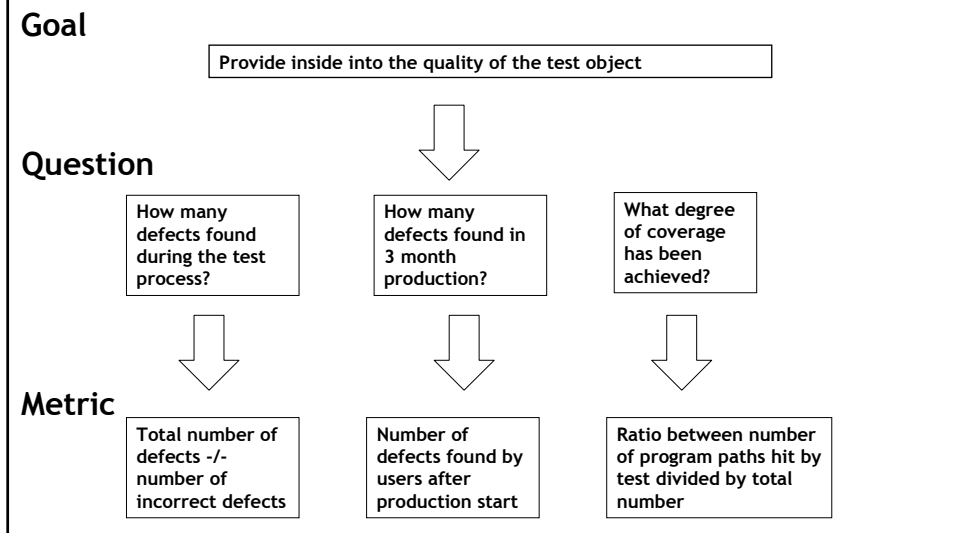 Goal
Provide inside into the quality of the test object
Question
How many
defects found
during the test
process?
How many
defects found in
3 month
production?
What degree
of coverage
has been
achieved?
Metric
Total number of
defects -/-
number of
incorrect defects
Number of
defects found by
users after
production start
Ratio between number
of program paths hit by
test divided by total
number